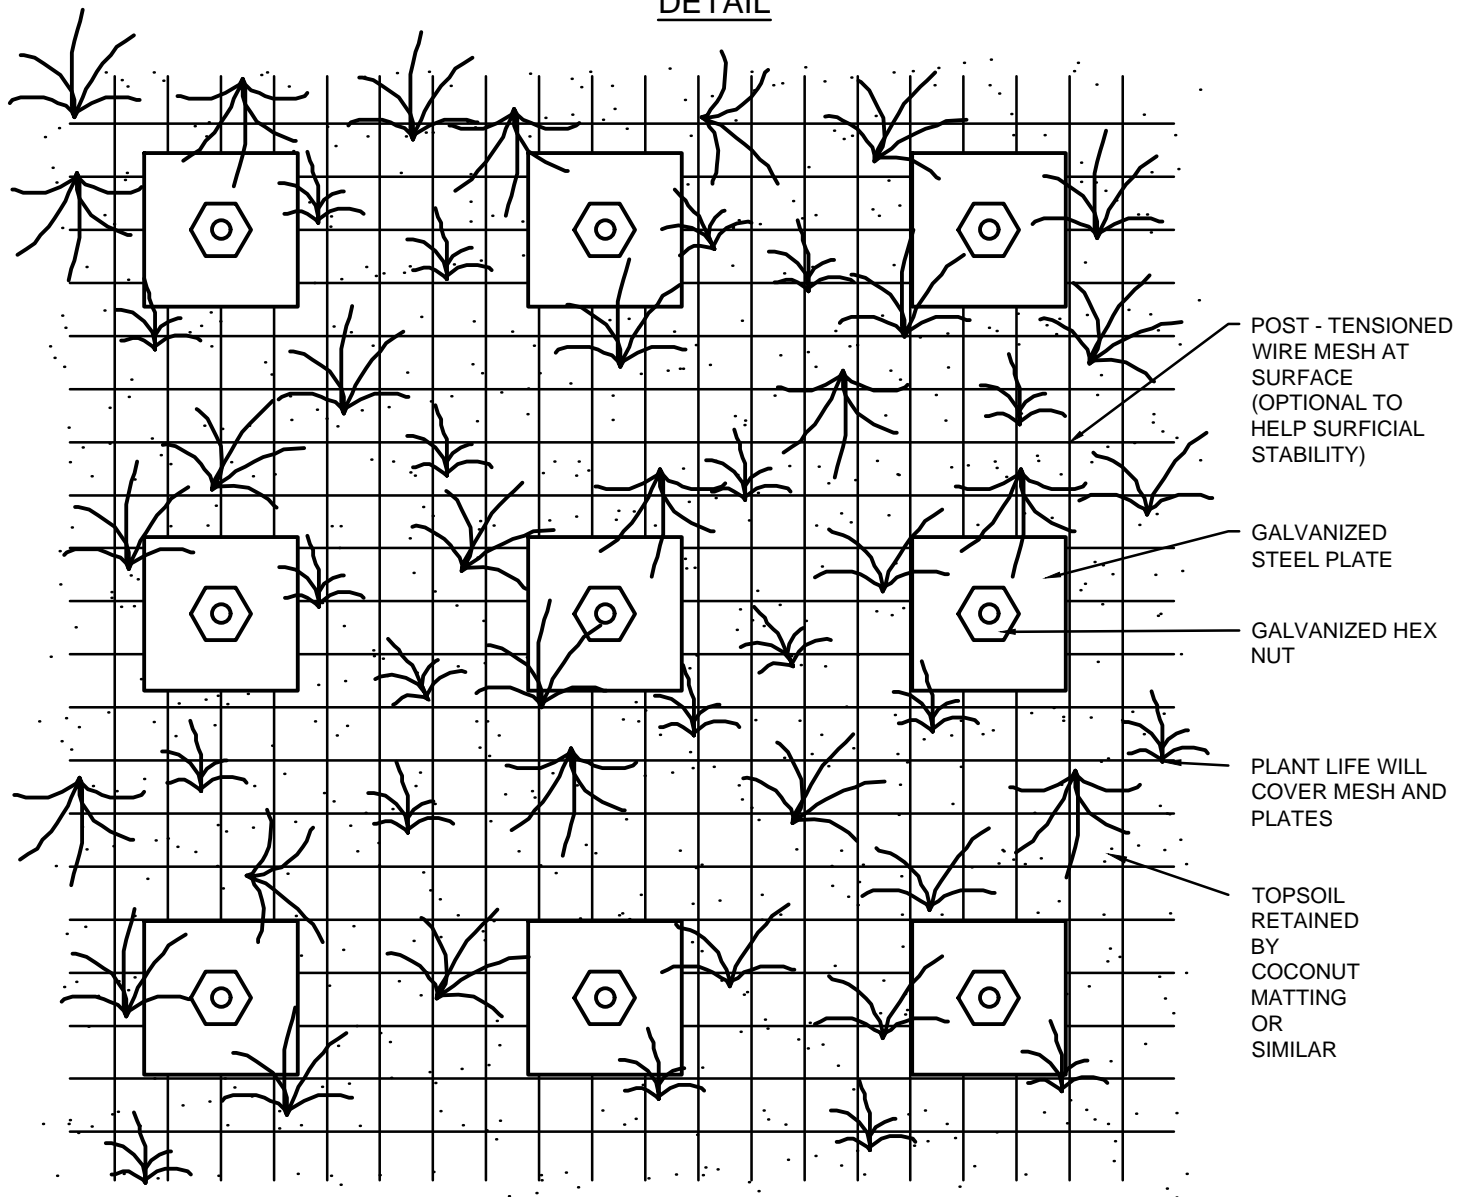 DETAIL
POST - TENSIONED
WIRE MESH AT
SURFACE
(OPTIONAL TO
HELP SURFICIAL
STABILITY)
GALVANIZED
STEEL PLATE
GALVANIZED HEX
NUT
PLANT LIFE WILL
COVER MESH AND
PLATES
TOPSOIL
RETAINED
BY
COCONUT
MATTING
OR
SIMILAR